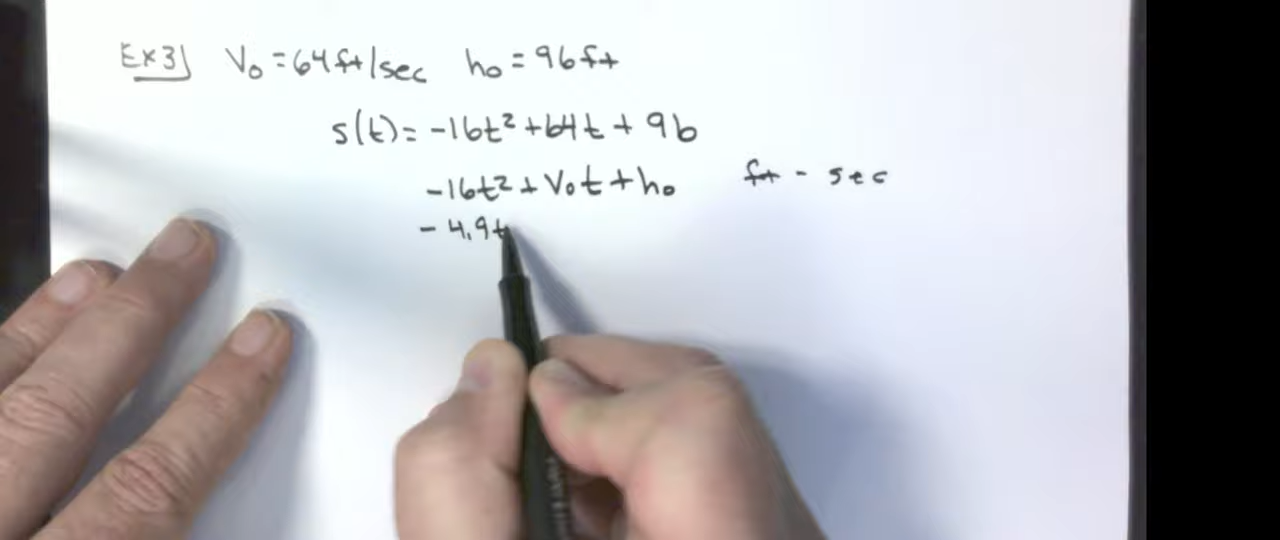 Ex3] V₀ = 64 ft/sec h₀ = 96 ft
s(t) = -16t² + 64t + 96
-16t² + V₀t + h₀ ft - sec
- 4.9t